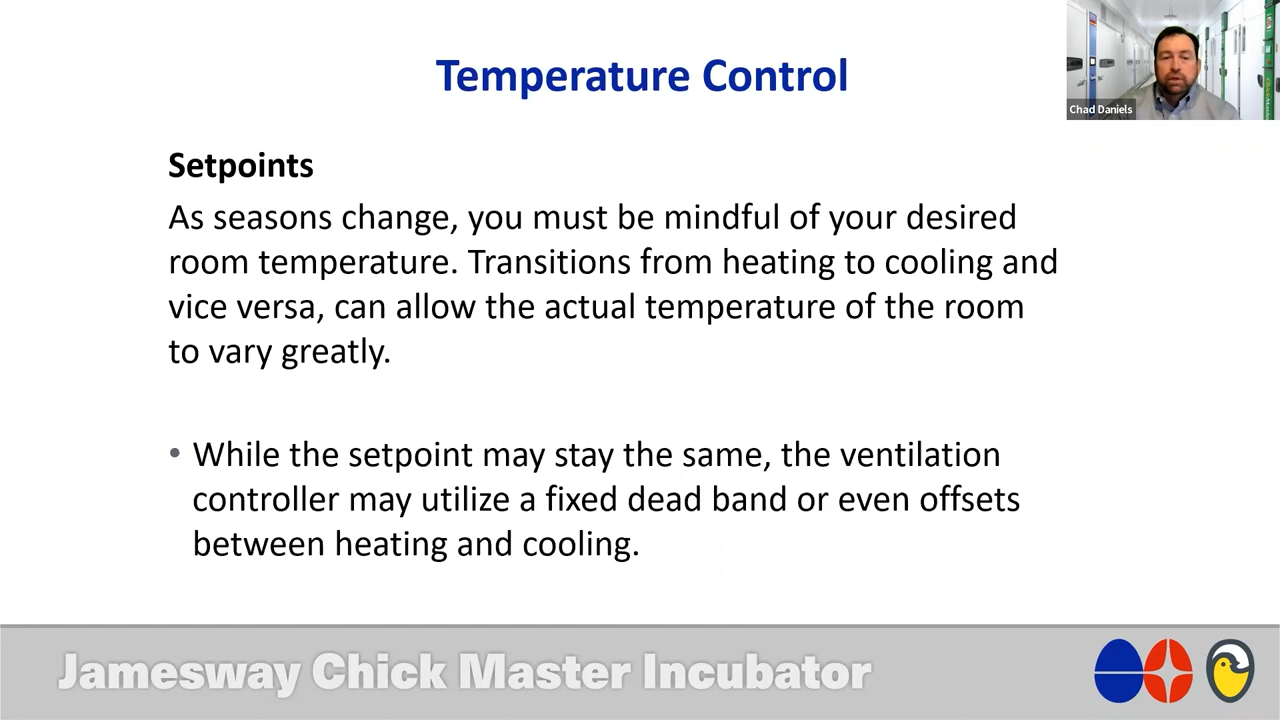 Temperature Control
Chad Daniels
Setpoints
As seasons change, you must be mindful of your desired
room temperature. Transitions from heating to cooling and
vice versa, can allow the actual temperature of the room
to vary greatly.
• While the setpoint may stay the same, the ventilation
controller may utilize a fixed dead band or even offsets
between heating and cooling.
Jamesway Chick Master Incubator